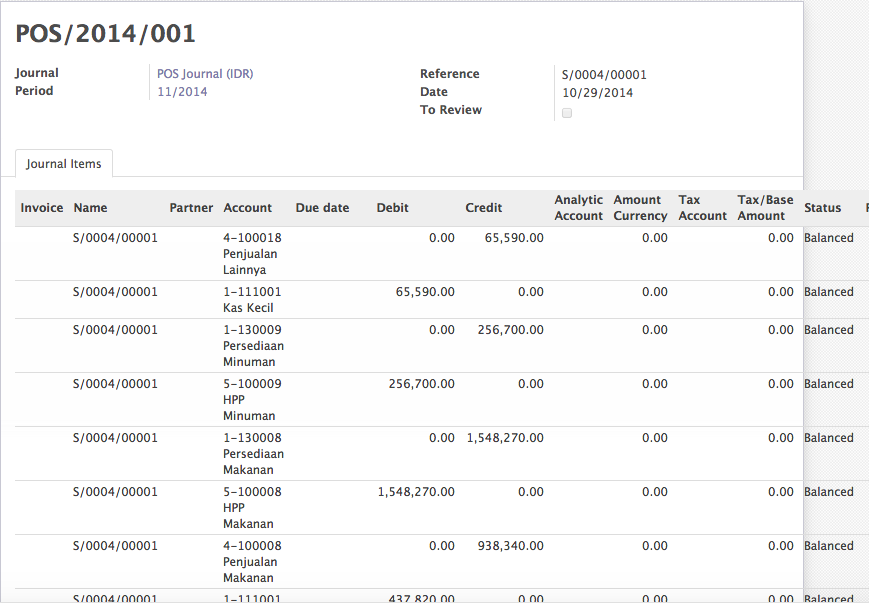 POS/2014/001
Journal POS Journal (IDR) Reference S/0004/00001
Period 11/2014 Date 10/29/2014
To Review
Journal Items
Invoice Name Partner Account Due date Debit Credit Analytic Account Amount Currency Tax Account Tax/Base Amount Status
S/0004/00001 4-100018 Penjualan Lainnya 0.00 65,590.00 0.00 0.00 Balanced
S/0004/00001 1-111001 Kas Kecil 65,590.00 0.00 0.00 0.00 Balanced
S/0004/00001 1-130009 Persediaan Minuman 0.00 256,700.00 0.00 0.00 Balanced
S/0004/00001 5-100009 HPP Minuman 256,700.00 0.00 0.00 0.00 Balanced
S/0004/00001 1-130008 Persediaan Makanan 0.00 1,548,270.00 0.00 0.00 Balanced
S/0004/00001 5-100008 HPP Makanan 1,548,270.00 0.00 0.00 0.00 Balanced
S/0004/00001 4-100008 Penjualan Makanan 0.00 938,340.00 0.00 0.00 Balanced
S/0004/00001 1-111001 437,820.00 0.00 0.00 0.00 Balanced